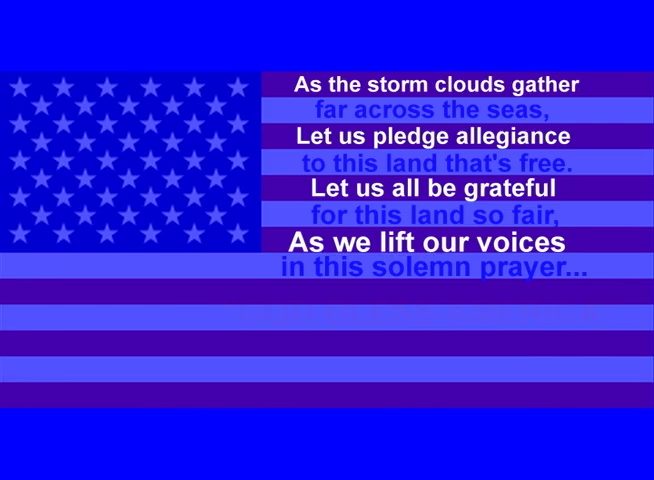 As the storm clouds gather
far across the seas,
Let us pledge allegiance
to this land that's free.
Let us all be grateful
for this land so fair,
As we lift our voices
in this solemn prayer...